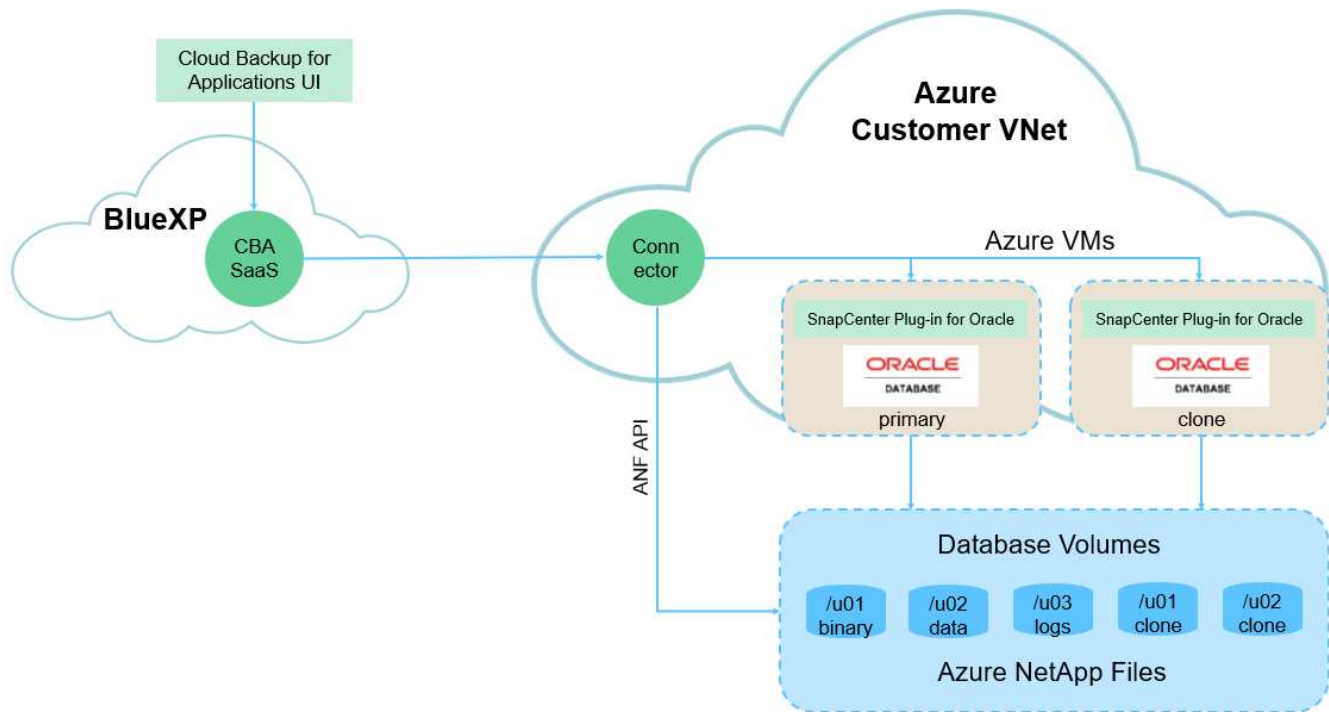 Cloud Backup for
Applications UI
BlueXP
CBA
SaaS
Azure
Customer VNet
Conn
ector
Azure VMs
SnapCenter Plug-in for Oracle
ORACLE
DATABASE
primary
SnapCenter Plug-in for Oracle
ORACLE
DATABASE
clone
ANF API
Database Volumes
/u01
binary
/u02
data
/u03
logs
/u01
clone
/u02
clone
Azure NetApp Files